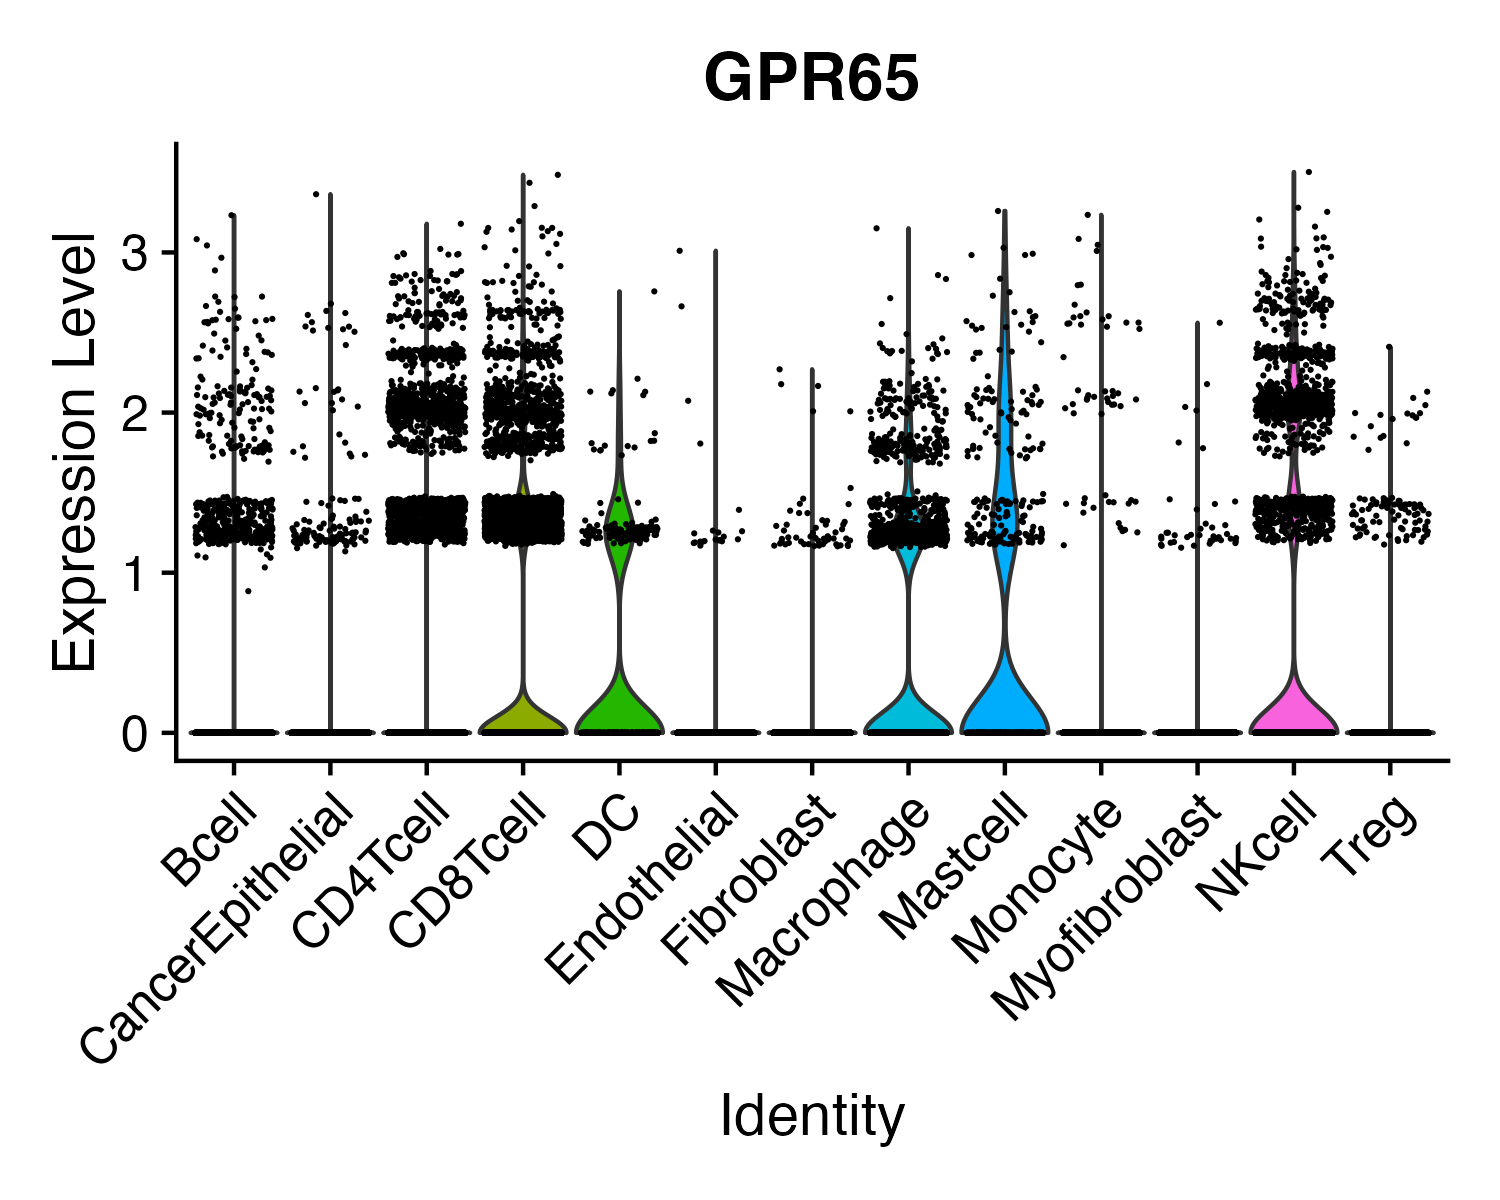 GPR65
Expression Level
3
2
1
0
Bcell
CancerEpithelial
CD4Tcell
CD8Tcell
DC
Endothelial
Fibroblast
Macrophage
Mastcell
Monocyte
Myofibroblast
NKcell
Treg
Identity